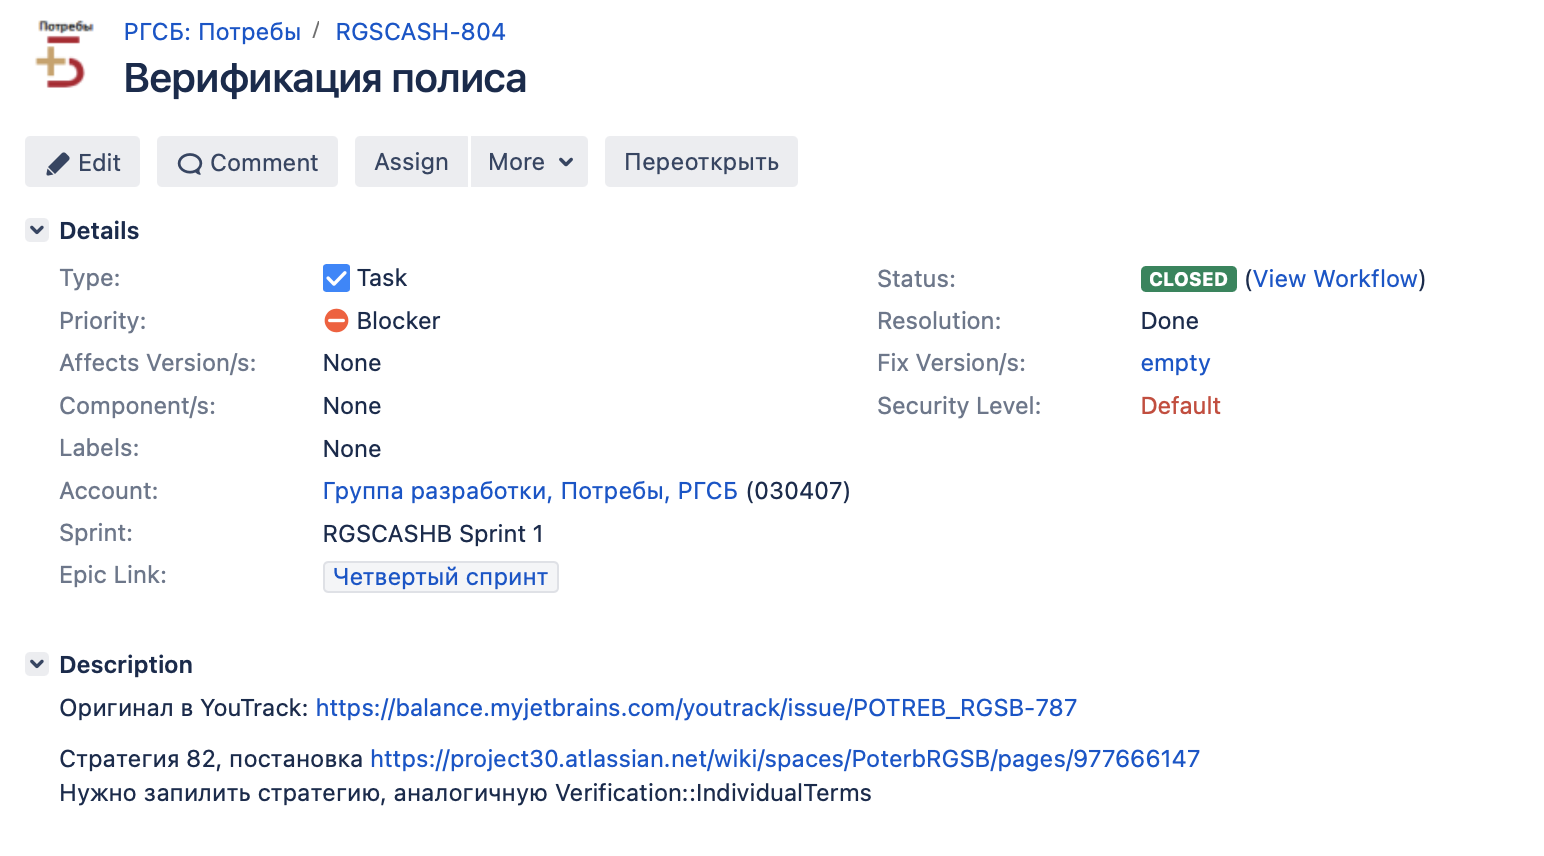 Потребы
РГСБ: Потребы / RGSCASH-804
Верификация полиса
Edit Comment Assign More Переоткрыть
Details
Type: Task Status: CLOSED (View Workflow)
Priority: Blocker Resolution: Done
Affects Version/s: None Fix Version/s: empty
Component/s: None Security Level: Default
Labels: None
Account: Группа разработки, Потребы, РГСБ (030407)
Sprint: RGSCASHB Sprint 1
Epic Link: Четвертый спринт
Description
Оригинал в YouTrack: https://balance.myjetbrains.com/youtrack/issue/POTREB_RGSB-787
Стратегия 82, постановка https://project30.atlassian.net/wiki/spaces/PoterbRGSB/pages/977666147
Нужно запилить стратегию, аналогичную Verification::IndividualTerms